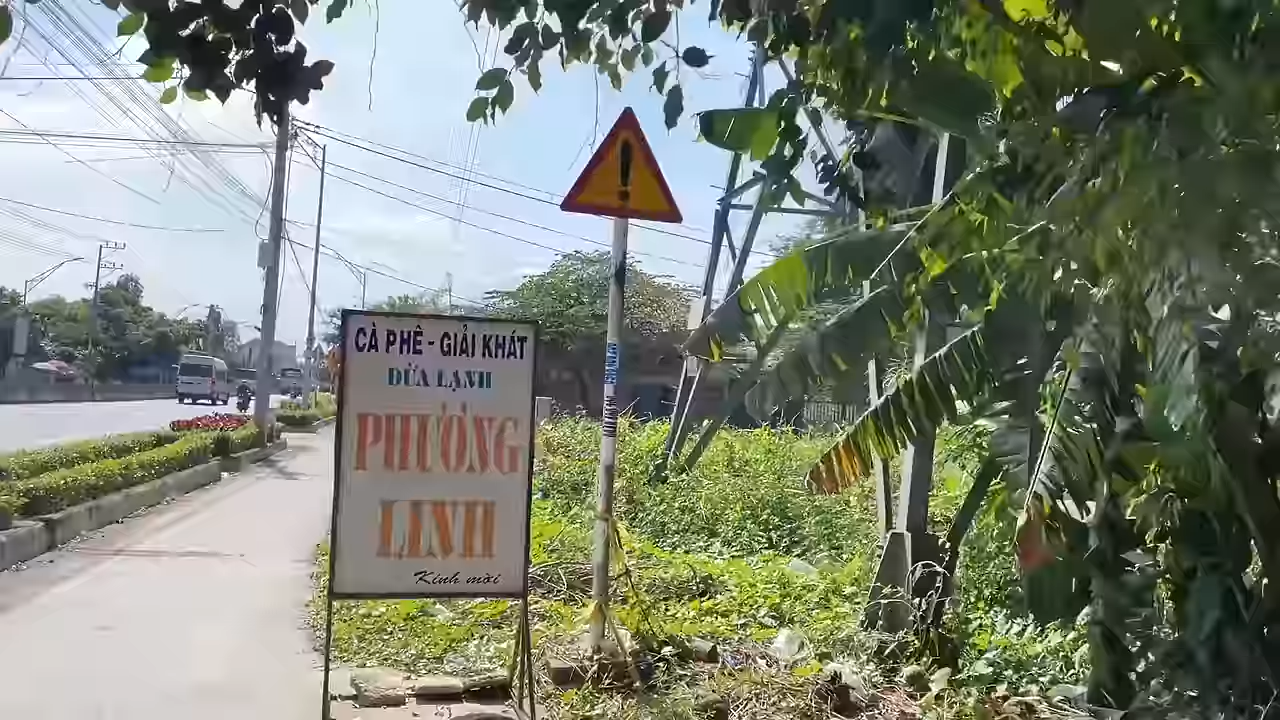 CÀ PHÊ - GIẢI KHÁT
DỪA LẠNH
PHƯỢNG
LINH
Kính mời